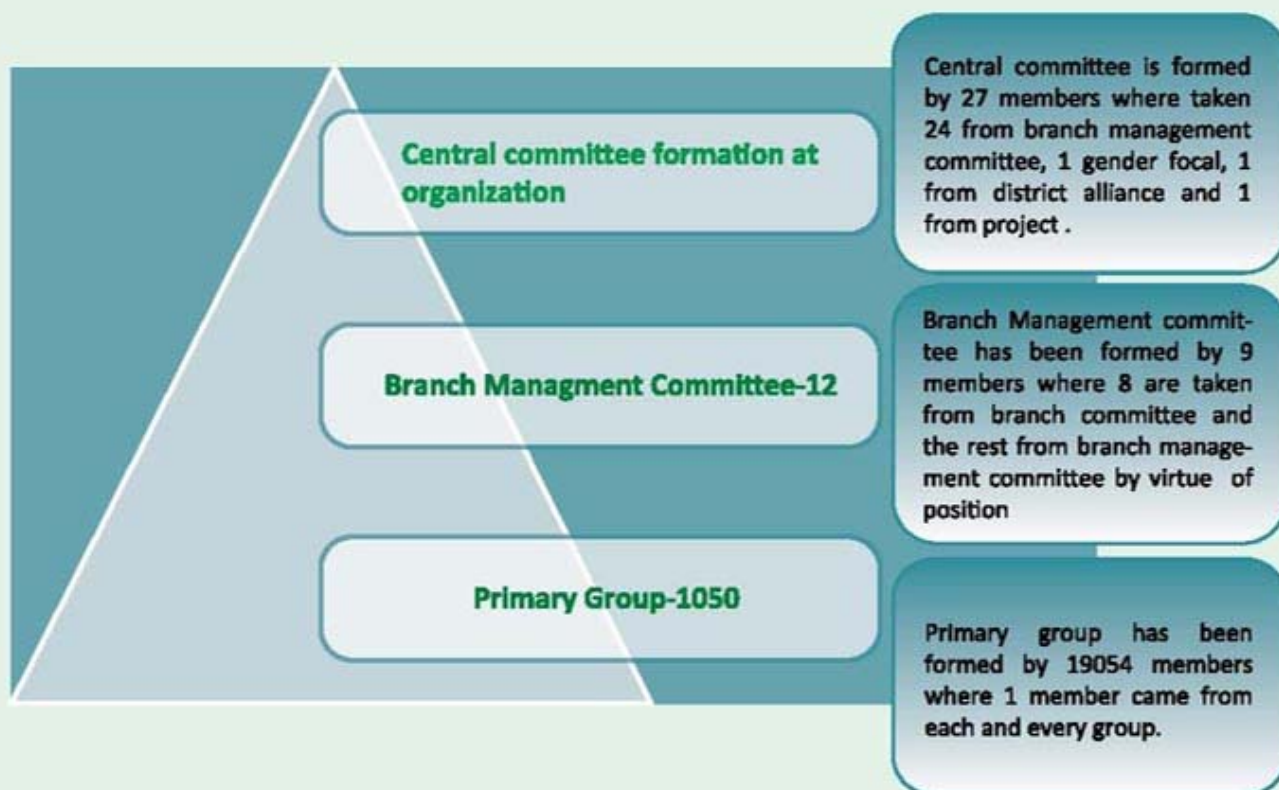 Central committee formation at
organization
Central committee is formed
by 27 members where taken
24 from branch management
committee, 1 gender focal, 1
from district alliance and 1
from project .
Branch Managment Committee-12
Branch Management commit-
tee has been formed by 9
members where 8 are taken
from branch committee and
the rest from branch manage-
ment committee by virtue of
position
Primary Group-1050
Primary group has been
formed by 19054 members
where 1 member came from
each and every group.